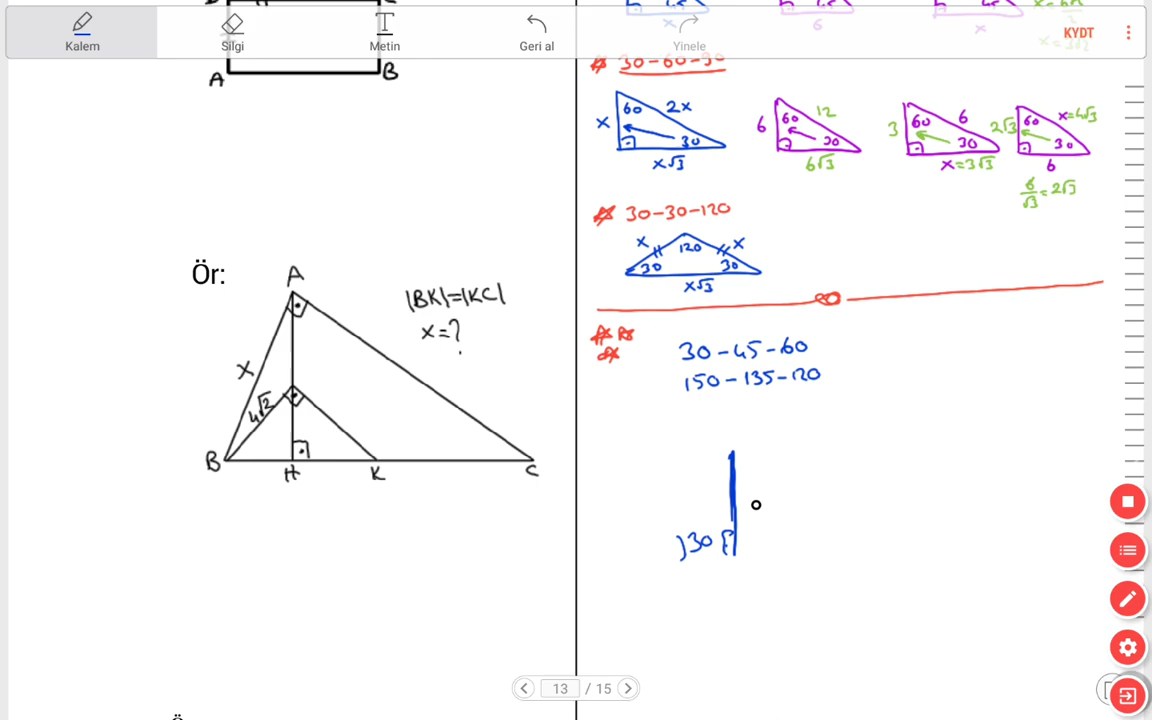 Kalem
Silgi
Metin
Geri al
Yinele
KYDT
A
B
Ör:
A
|BK|=|KC|
x=?
x
4√2
B
H
K
C
6
x
30-60-90
60
2x
x
30
x√3
60
12
6
30
6√3
60
6
3
30
x=3√3
60
x=4√3
2√3
30
6
6/√3=2√3
30-30-120
x
120
x
30
30
x√3
30-45-60
150-135-120
130
13 / 15